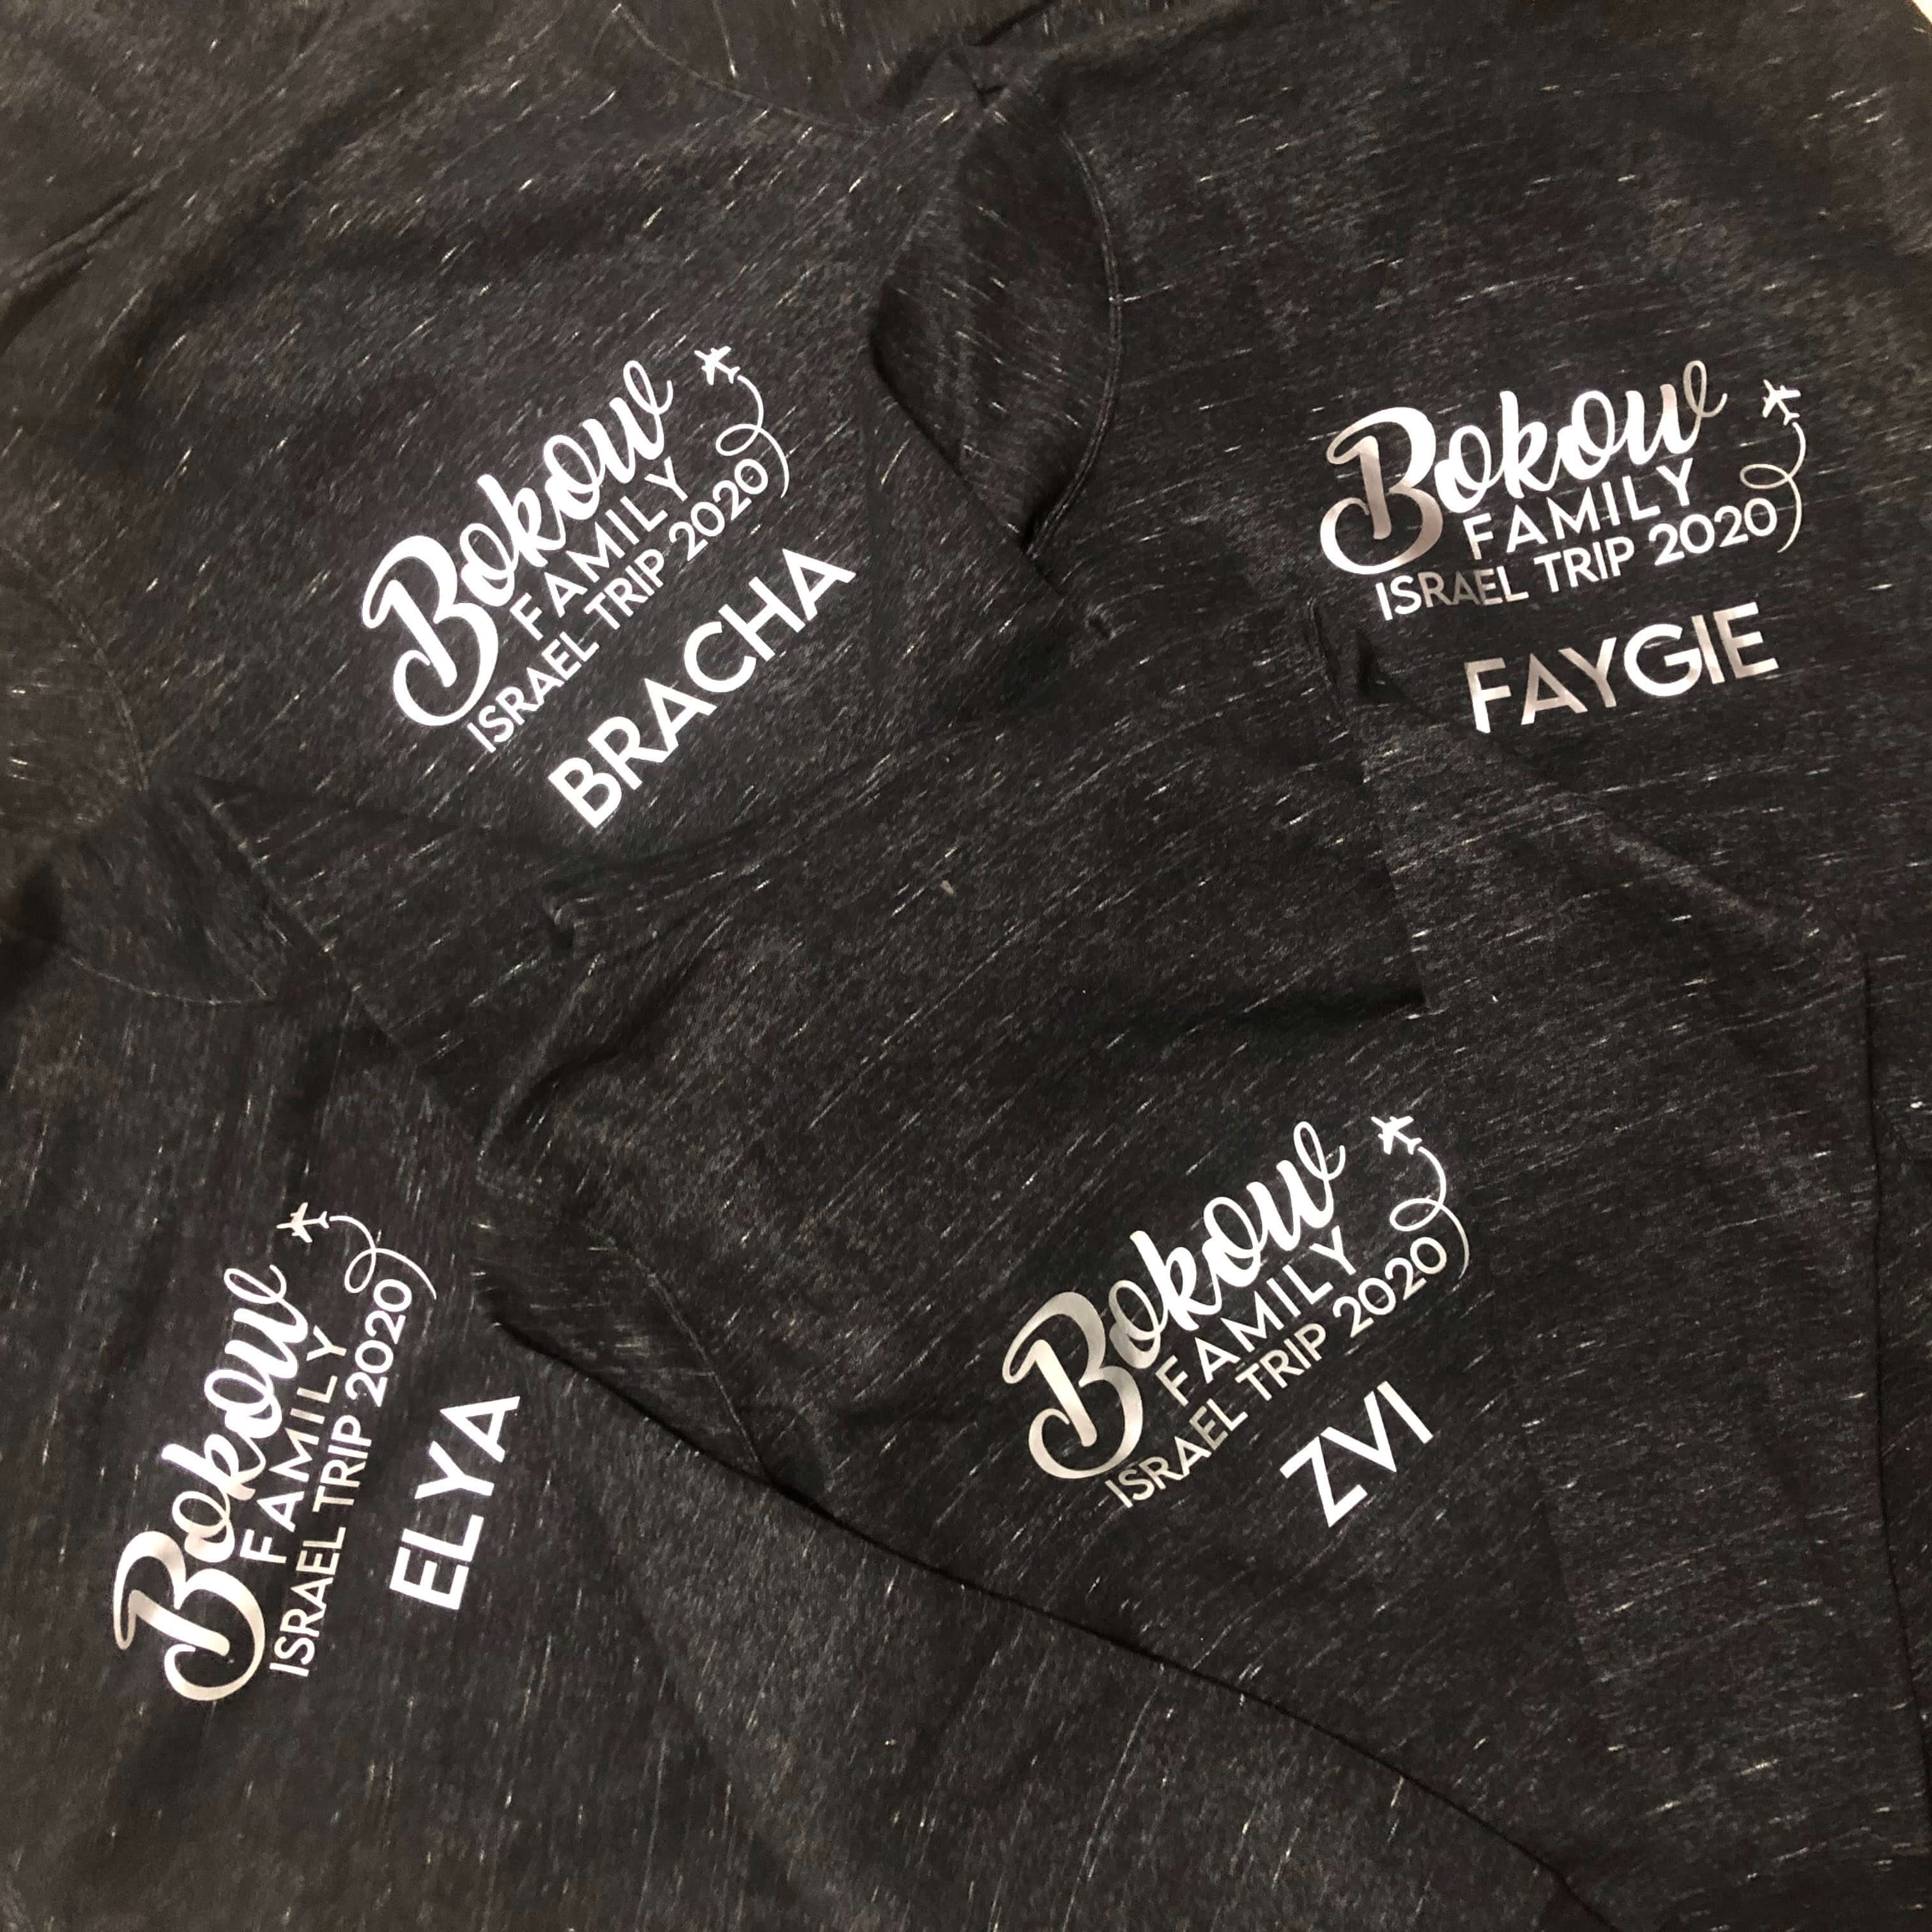 Bokow
FAMILY
ISRAEL TRIP 2020
BRACHA
Bokow
FAMILY
ISRAEL TRIP 2020
FAYGIE
Bokow
FAMILY
ISRAEL TRIP 2020
ELYA
Bokow
FAMILY
ISRAEL TRIP 2020
ZVI